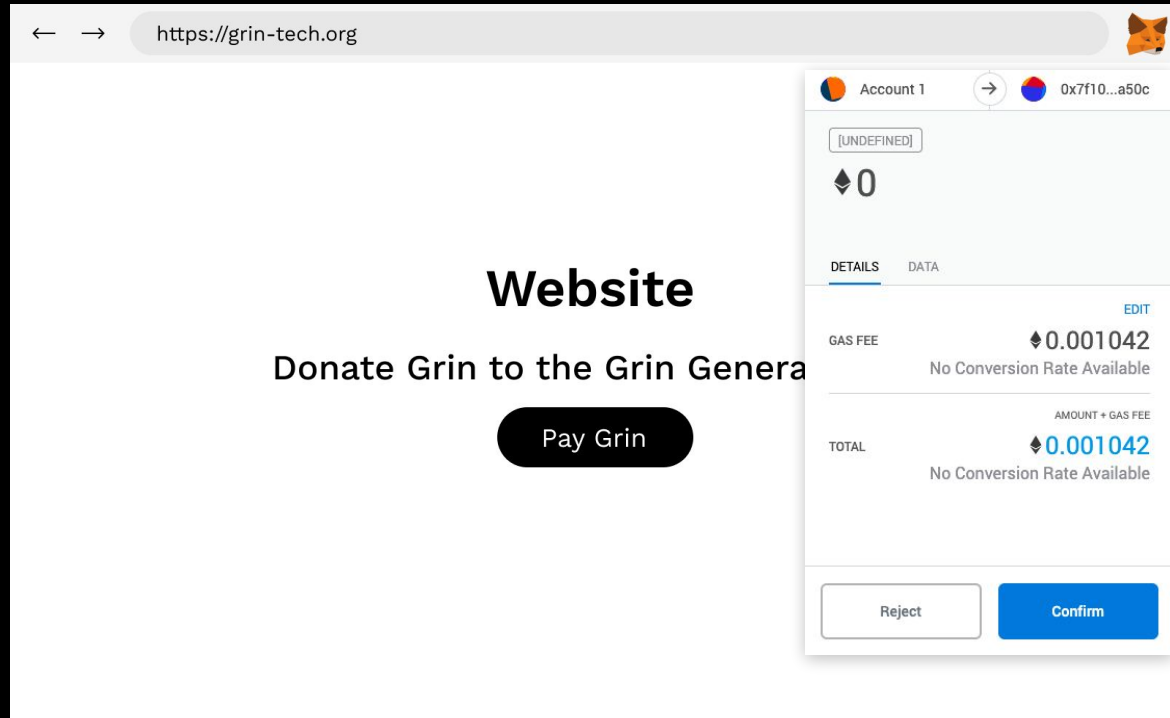 https://grin-tech.org
Website
Donate Grin to the Grin Genera
Pay Grin
Account 1
0x7f10...a50c
[UNDEFINED]
0
DETAILS DATA
EDIT
GAS FEE 0.001042
No Conversion Rate Available
AMOUNT + GAS FEE
TOTAL 0.001042
No Conversion Rate Available
Reject Confirm